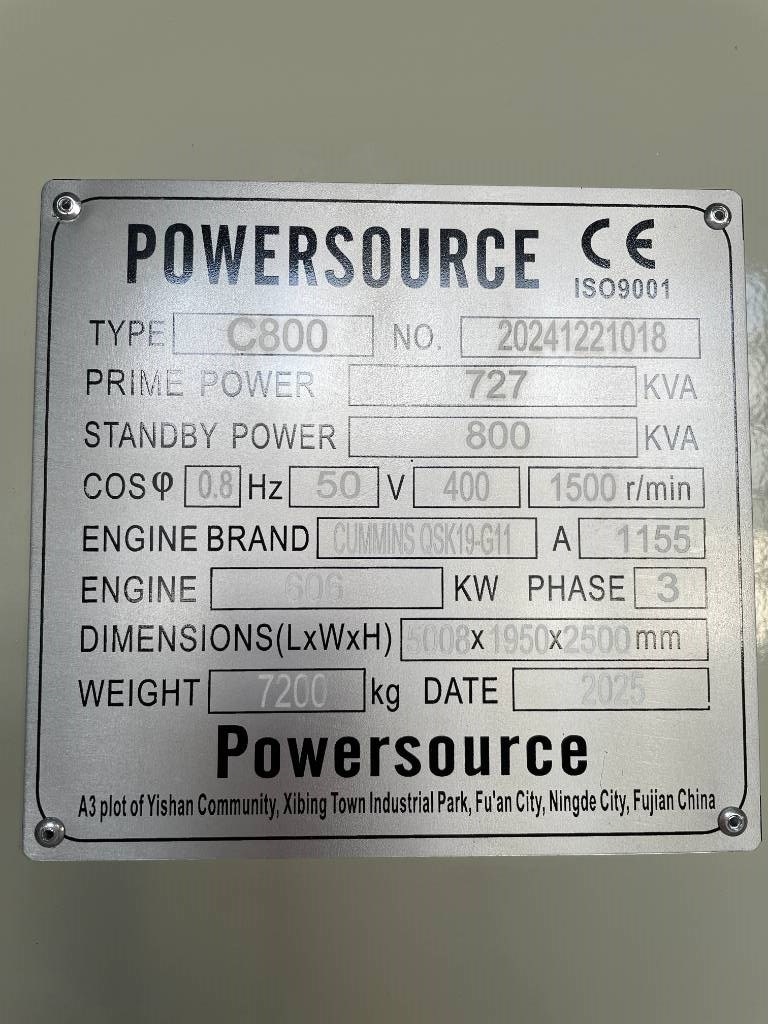 POWERSOURCE CE
ISO9001
TYPE C800 NO. 20241221018
PRIME POWER 727 KVA
STANDBY POWER 800 KVA
COSφ 0.8 Hz 50 V 400 1500 r/min
ENGINE BRAND CUMMINS QSK19-G11 A 1155
ENGINE 606 KW PHASE 3
DIMENSIONS(LxWxH) 5008x1950x2500mm
WEIGHT 7200 kg DATE 2025
Powersource
A3 plot of Yishan Community, Xibing Town Industrial Park, Fu'an City, Ningde City, Fujian China